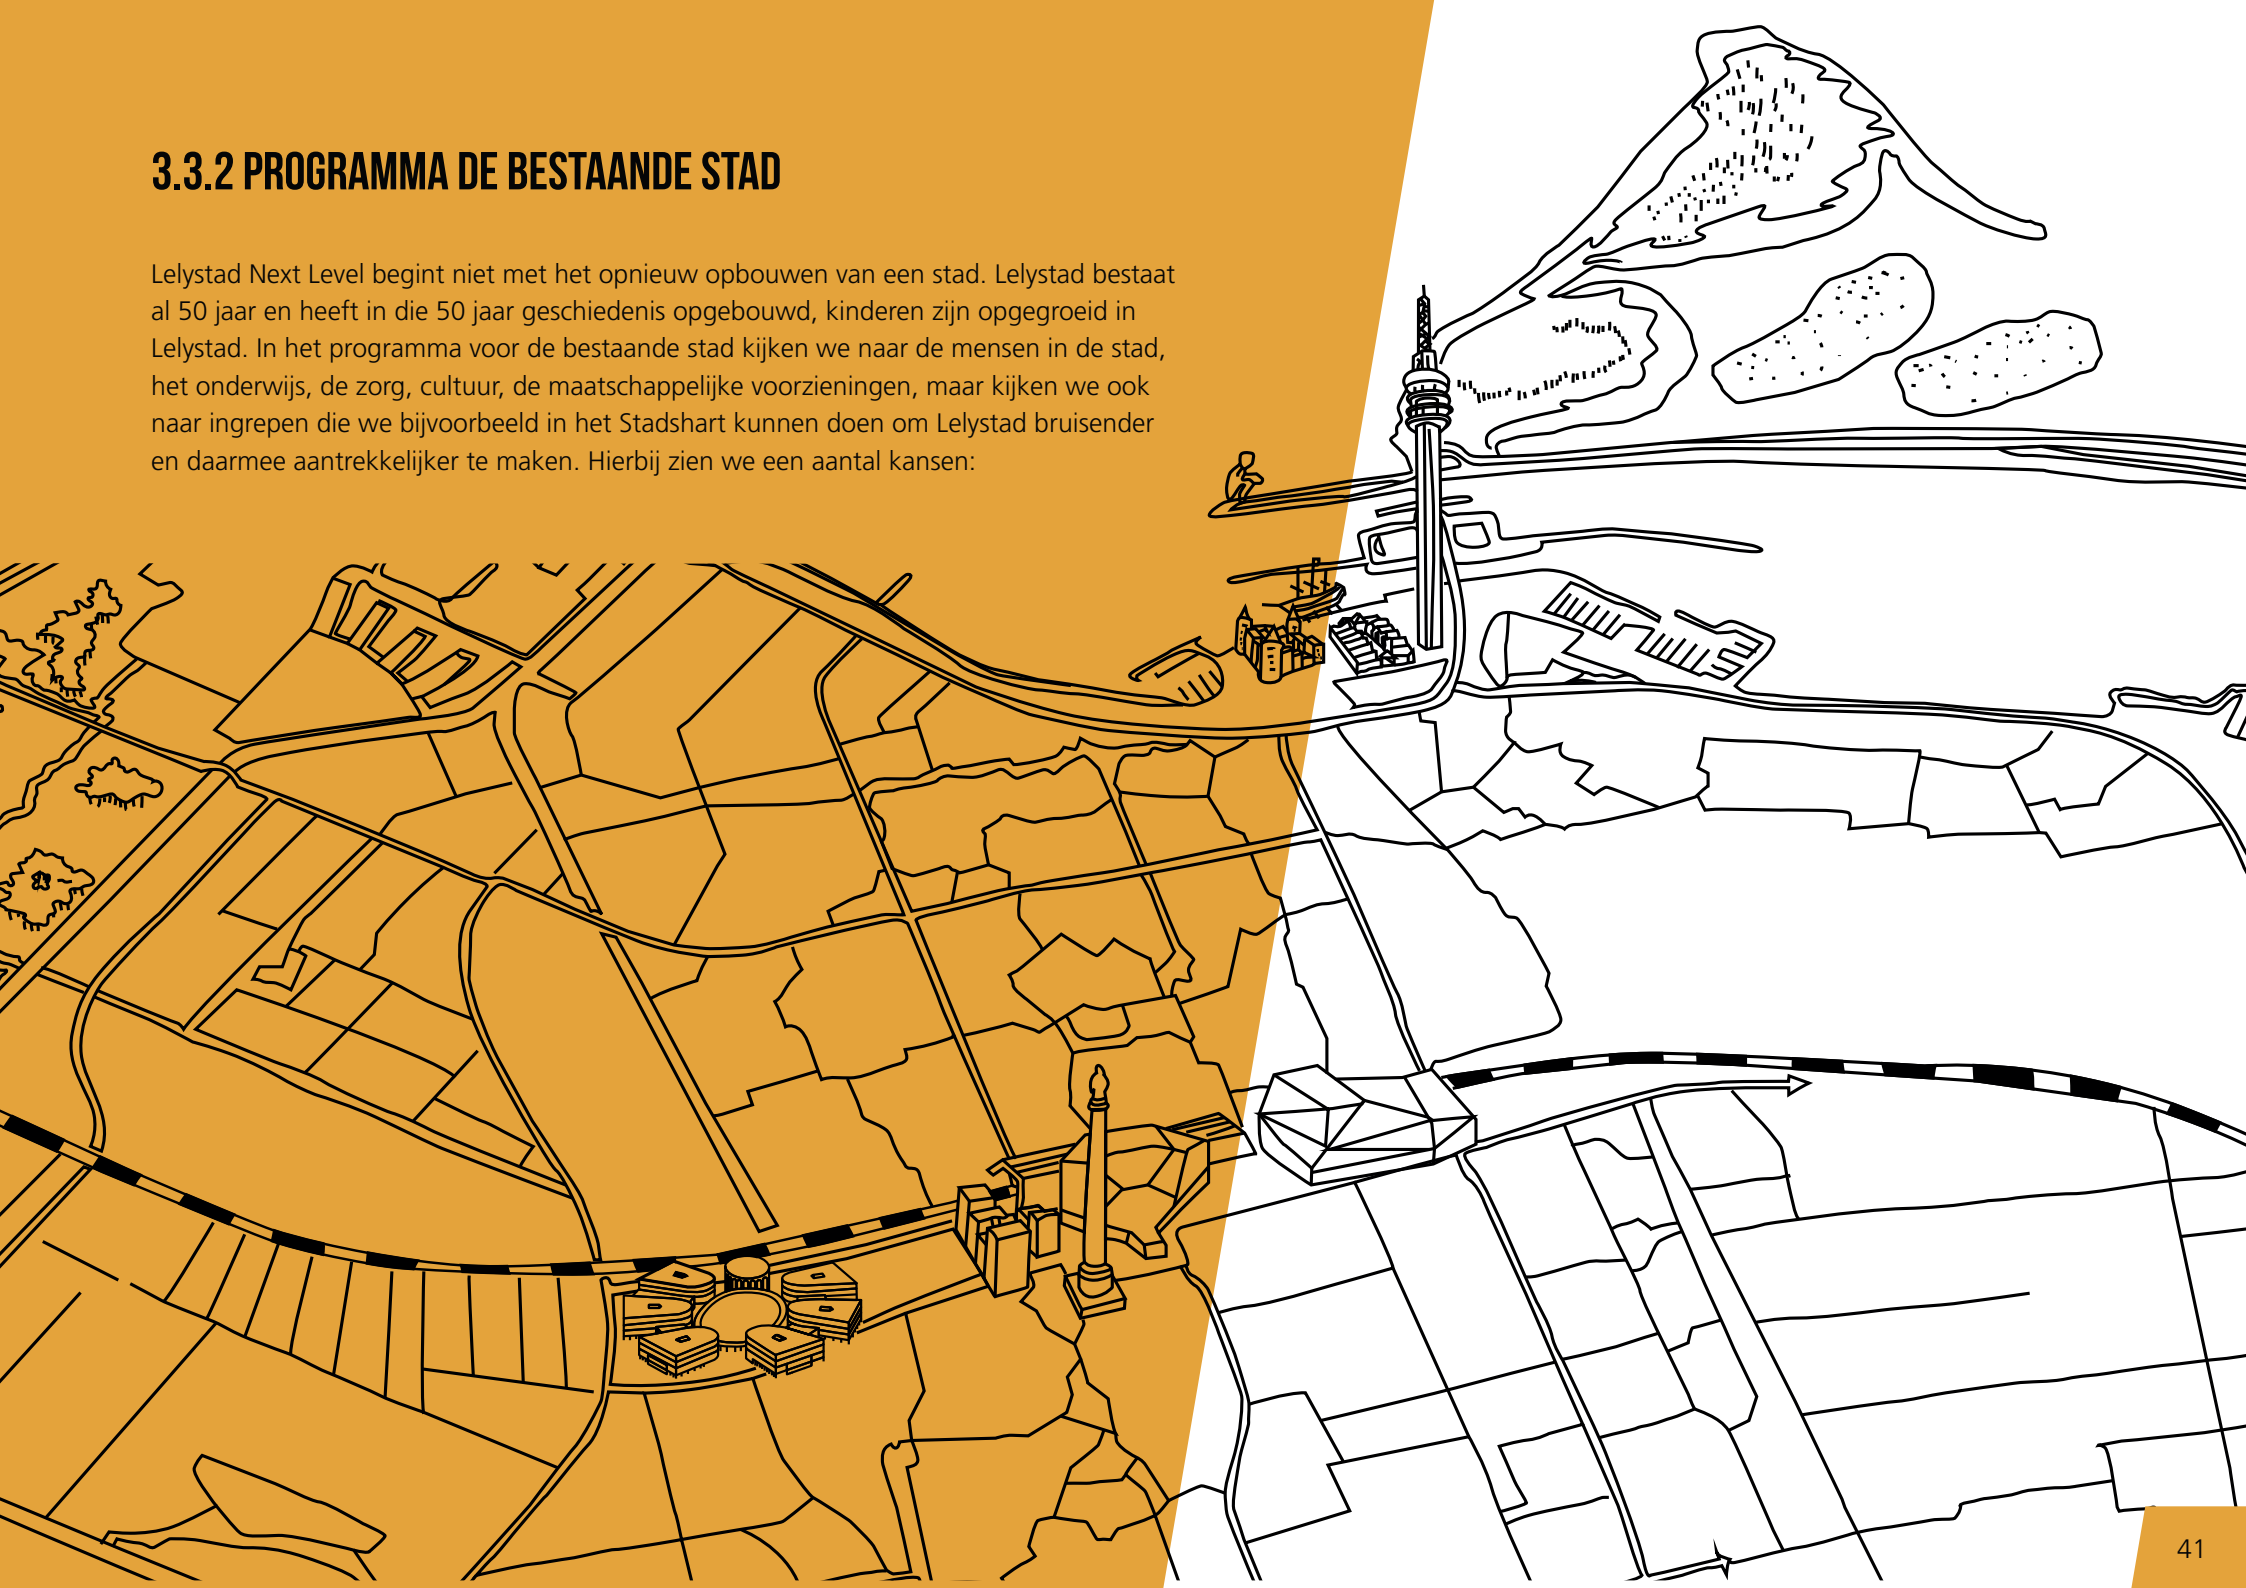 3.3.2 PROGRAMMA DE BESTAANDE STAD
Lelystad Next Level begint niet met het opnieuw opbouwen van een stad. Lelystad bestaat
al 50 jaar en heeft in die 50 jaar geschiedenis opgebouwd, kinderen zijn opgegroeid in
Lelystad. In het programma voor de bestaande stad kijken we naar de mensen in de stad,
het onderwijs, de zorg, cultuur, de maatschappelijke voorzieningen, maar kijken we ook
naar ingrepen die we bijvoorbeeld in het Stadshart kunnen doen om Lelystad bruisender
en daarmee aantrekkelijker te maken. Hierbij zien we een aantal kansen:
41